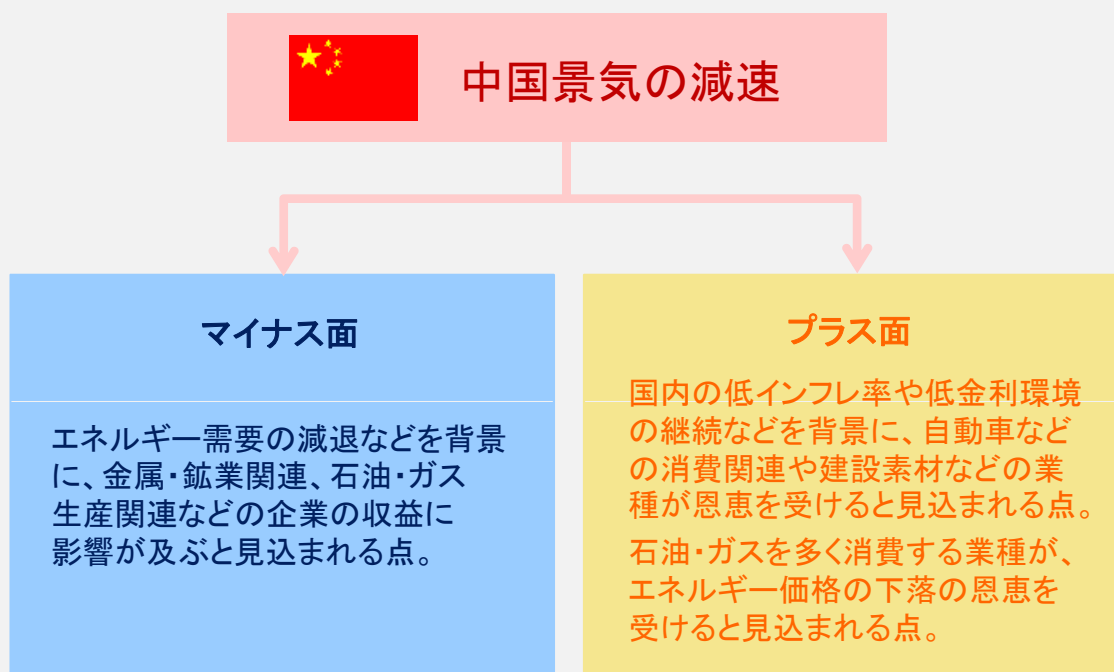 中国景気の減速
マイナス面
エネルギー需要の減退などを背景
に、金属・鉱業関連、石油・ガス
生産関連などの企業の収益に
影響が及ぶと見込まれる点。
プラス面
国内の低インフレ率や低金利環境
の継続などを背景に、自動車など
の消費関連や建設素材などの業
種が恩恵を受けると見込まれる点。
石油・ガスを多く消費する業種が、
エネルギー価格の下落の恩恵を
受けると見込まれる点。